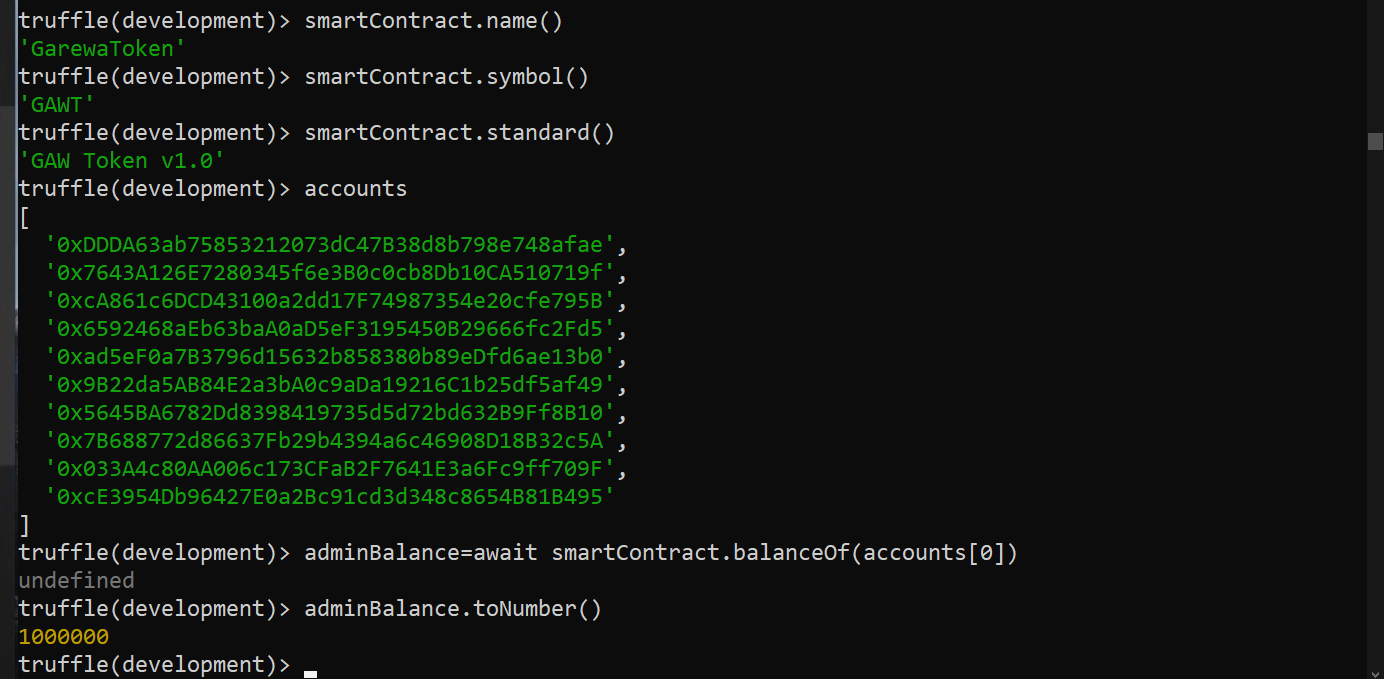 truffle(development)> smartContract.name()
'GarewaToken'
truffle(development)> smartContract.symbol()
'GAWT'
truffle(development)> smartContract.standard()
'GAW Token v1.0'
truffle(development)> accounts
[
  '0xDDDA63ab75853212073dC47B38d8b798e748afae',
  '0x7643A126E7280345f6e3B0c0cb8Db10CA510719f',
  '0xcA861c6DCD43100a2dd17F74987354e20cfe795B',
  '0x6592468aEb63baA0aD5eF3195450B29666fc2Fd5',
  '0xad5eF0a7B3796d15632b858380b89eDfd6ae13b0',
  '0x9B22da5AB84E2a3bA0c9aDa19216C1b25df5af49',
  '0x5645BA6782Dd8398419735d5d72bd632B9Ff8B10',
  '0x7B688772d86637Fb29b4394a6c46908D18B32c5A',
  '0x033A4c80AA006c173CFaB2F7641E3a6Fc9ff709F',
  '0xcE3954Db96427E0a2Bc91cd3d348c8654B81B495'
]
truffle(development)> adminBalance=await smartContract.balanceOf(accounts[0])
undefined
truffle(development)> adminBalance.toNumber()
1000000
truffle(development)>